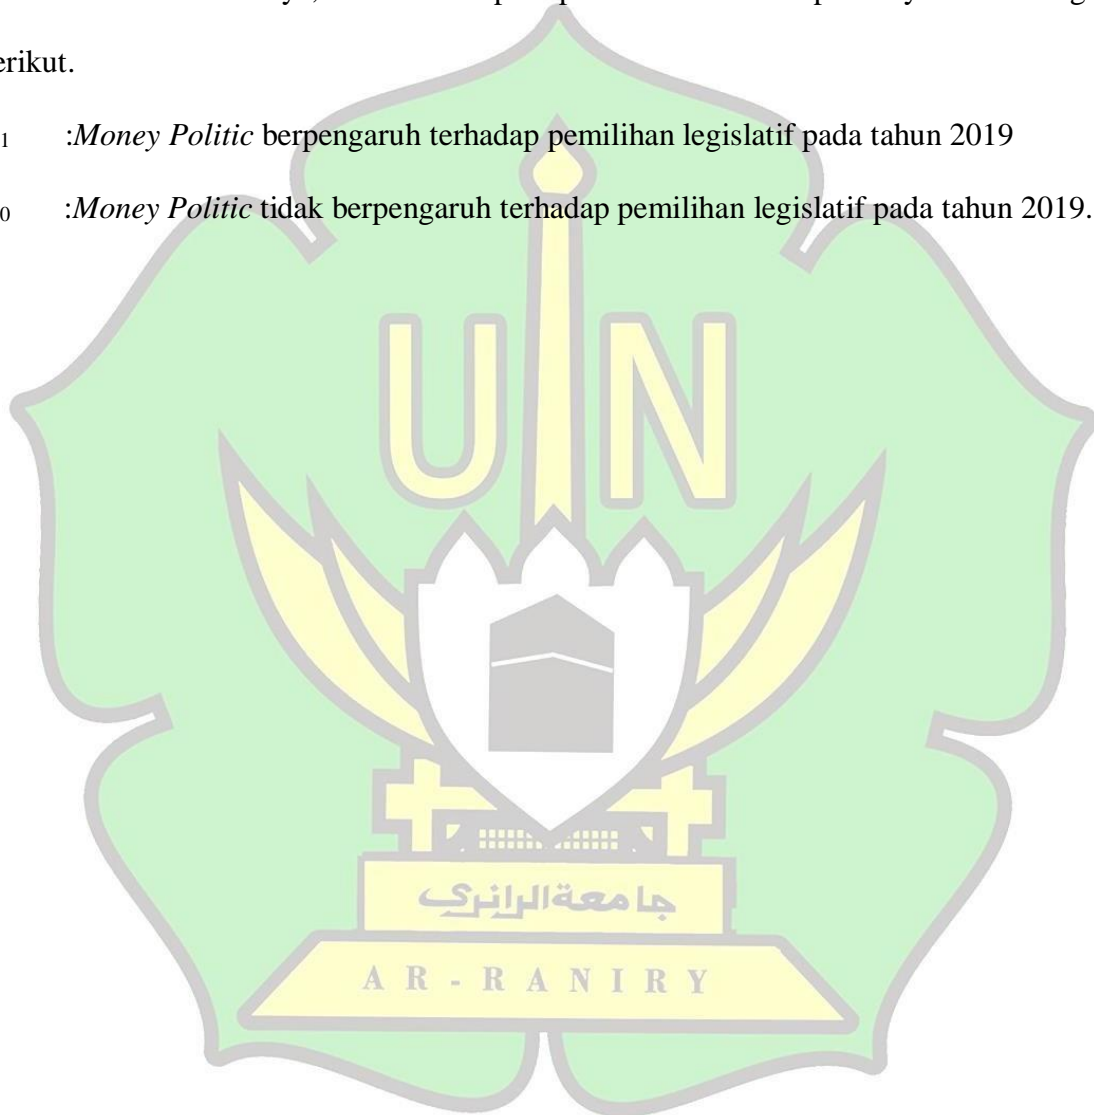 erikut.
1 :Money Politic berpengaruh terhadap pemilihan legislatif pada tahun 2019
0 :Money Politic tidak berpengaruh terhadap pemilihan legislatif pada tahun 2019.
UIN
جامعة الرانري
AR-RANIRY